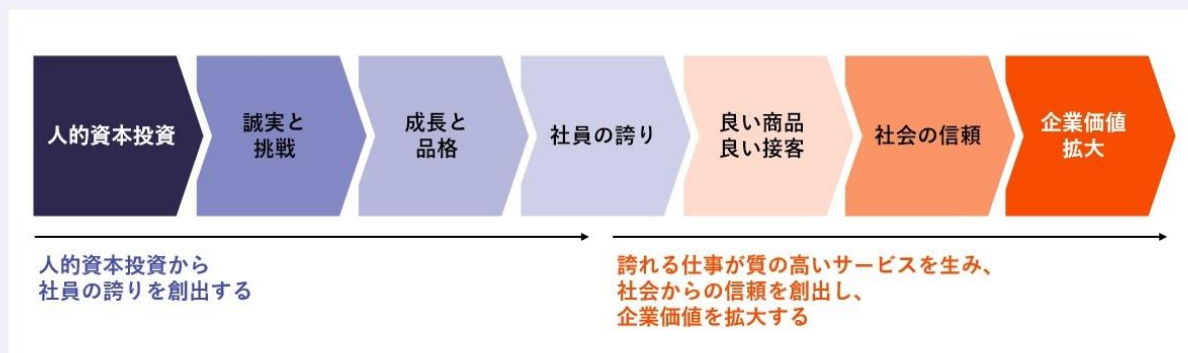 人的資本投資
誠実と
挑戦
成長と
品格
社員の誇り
良い商品
良い接客
社会の信頼
企業価値
拡大
人的資本投資から
社員の誇りを創出する
誇れる仕事が質の高いサービスを生み、
社会からの信頼を創出し、
企業価値を拡大する